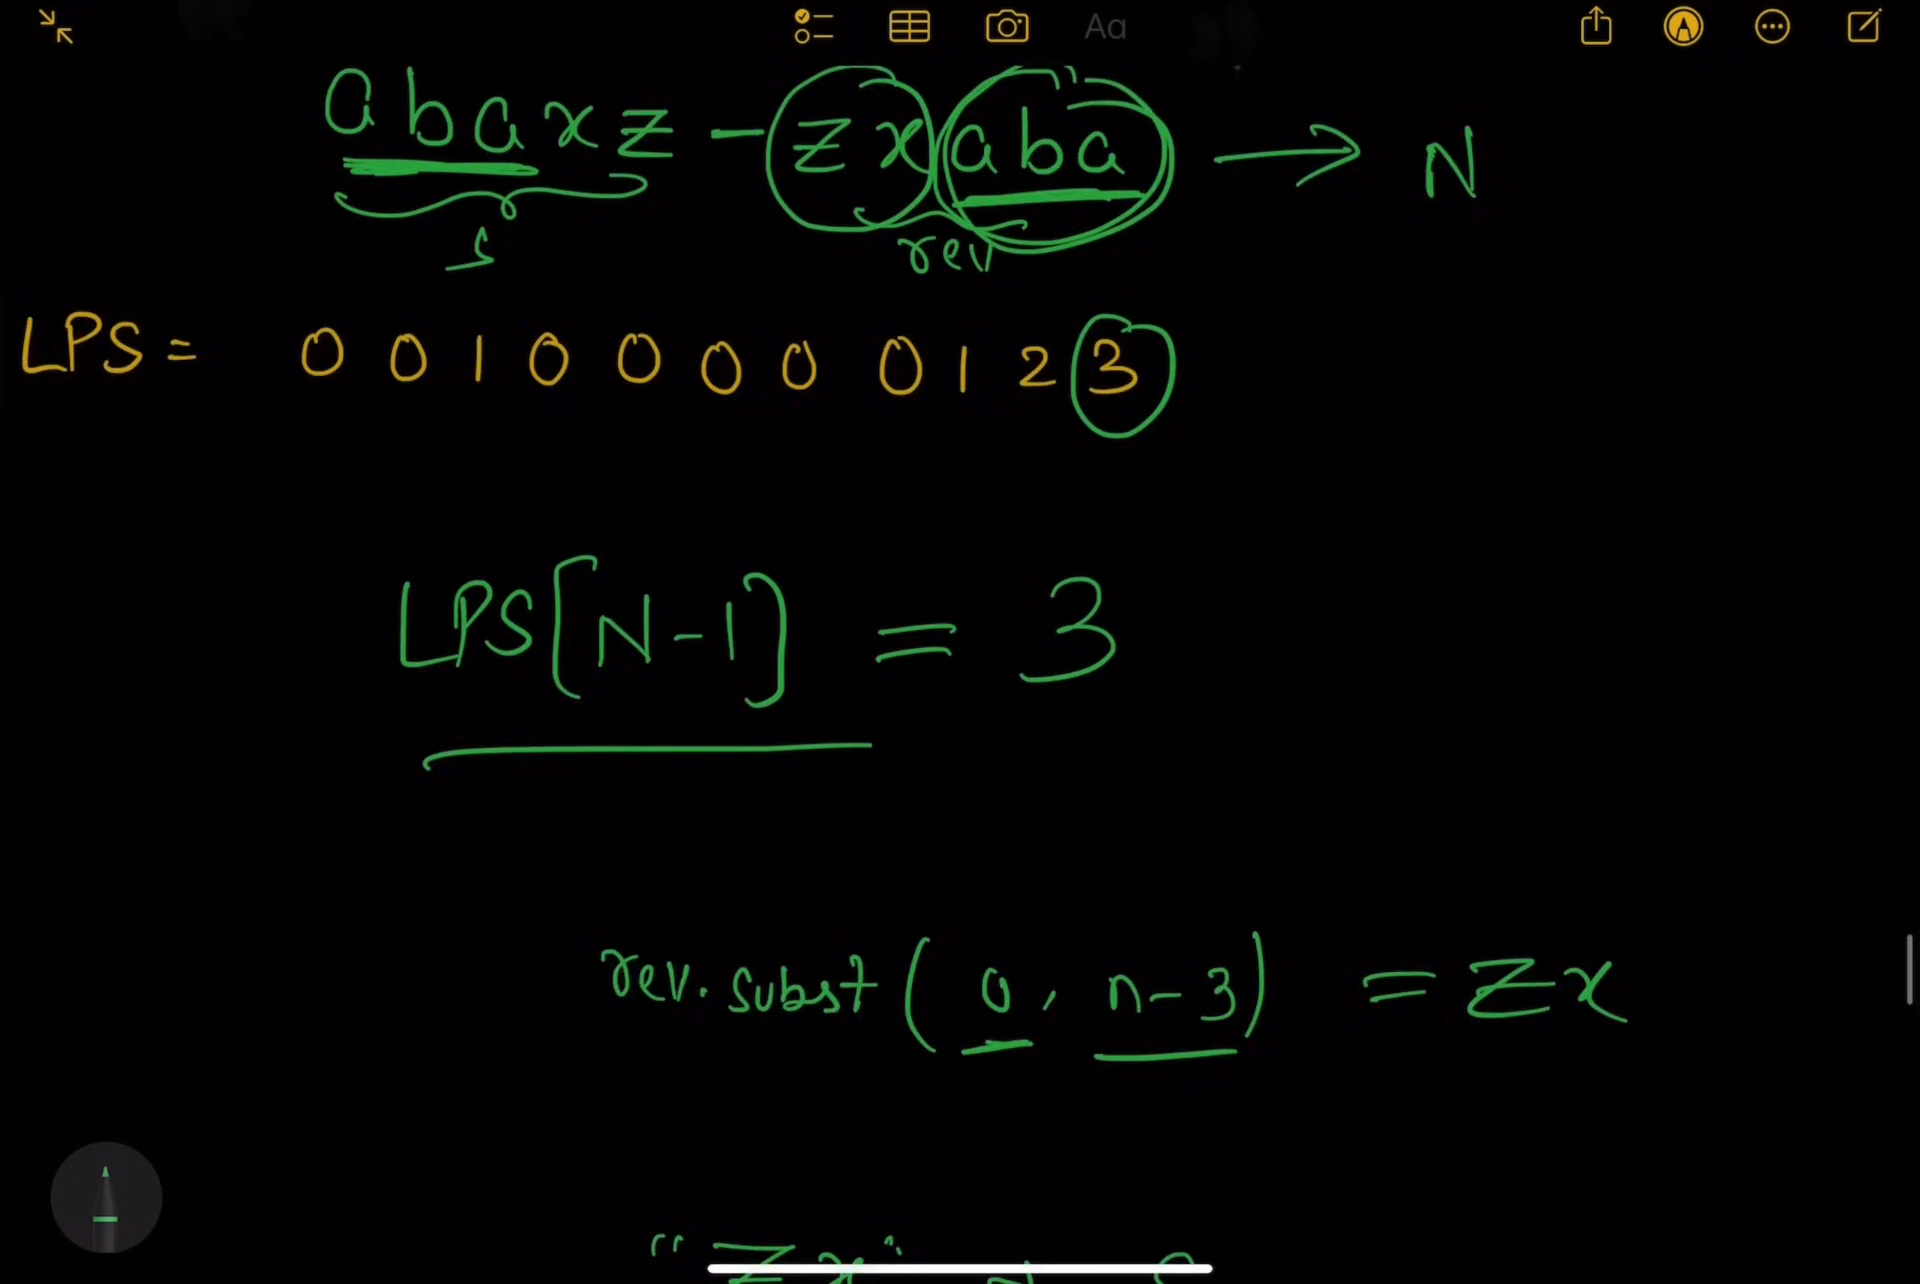 Aa
abaxz - zxaba → N
s rev
LPS = 0 0 1 0 0 0 0 0 1 2 3
LPS[N-1] = 3
rev.subst(0, n-3) = zx
"zx"